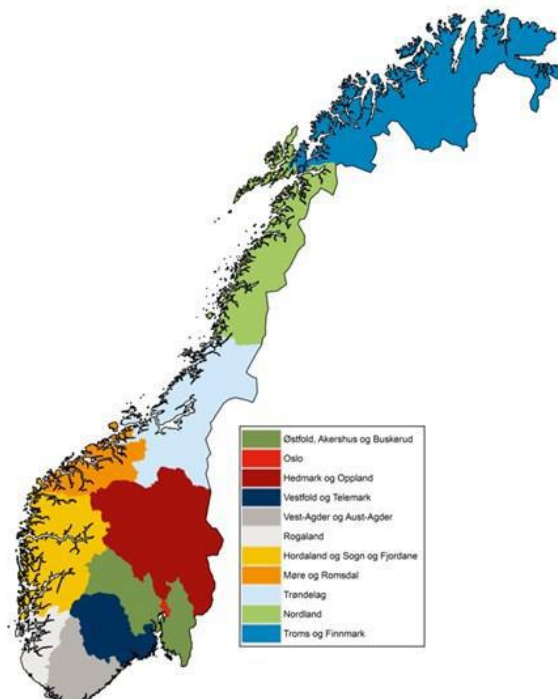 Østfold, Akershus og Buskerud
Oslo
Hedmark og Oppland
Vestfold og Telemark
Vest-Agder og Aust-Agder
Rogaland
Hordaland og Sogn og Fjordane
Møre og Romsdal
Trøndelag
Nordland
Troms og Finnmark